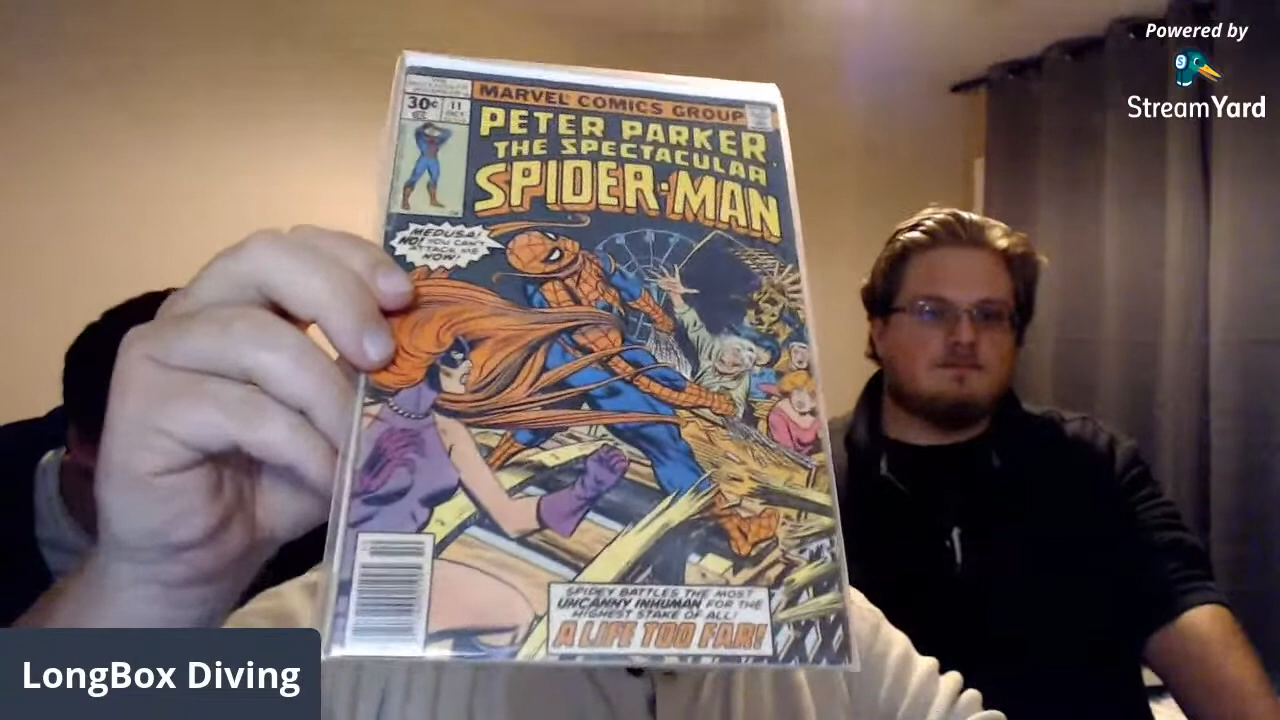 Powered by
StreamYard
MARVEL COMICS GROUP
30¢
11
OCT
PETER PARKER,
THE SPECTACULAR
SPIDER-MAN
MEDUSA!
NO! YOU CAN'T
ATTACK ME
NOW!
SPIDEY BATTLES THE MOST
UNCANNY INHUMAN FOR THE
HIGHEST STAKE OF ALL!
A LIFE TOO FAR!
LongBox Diving